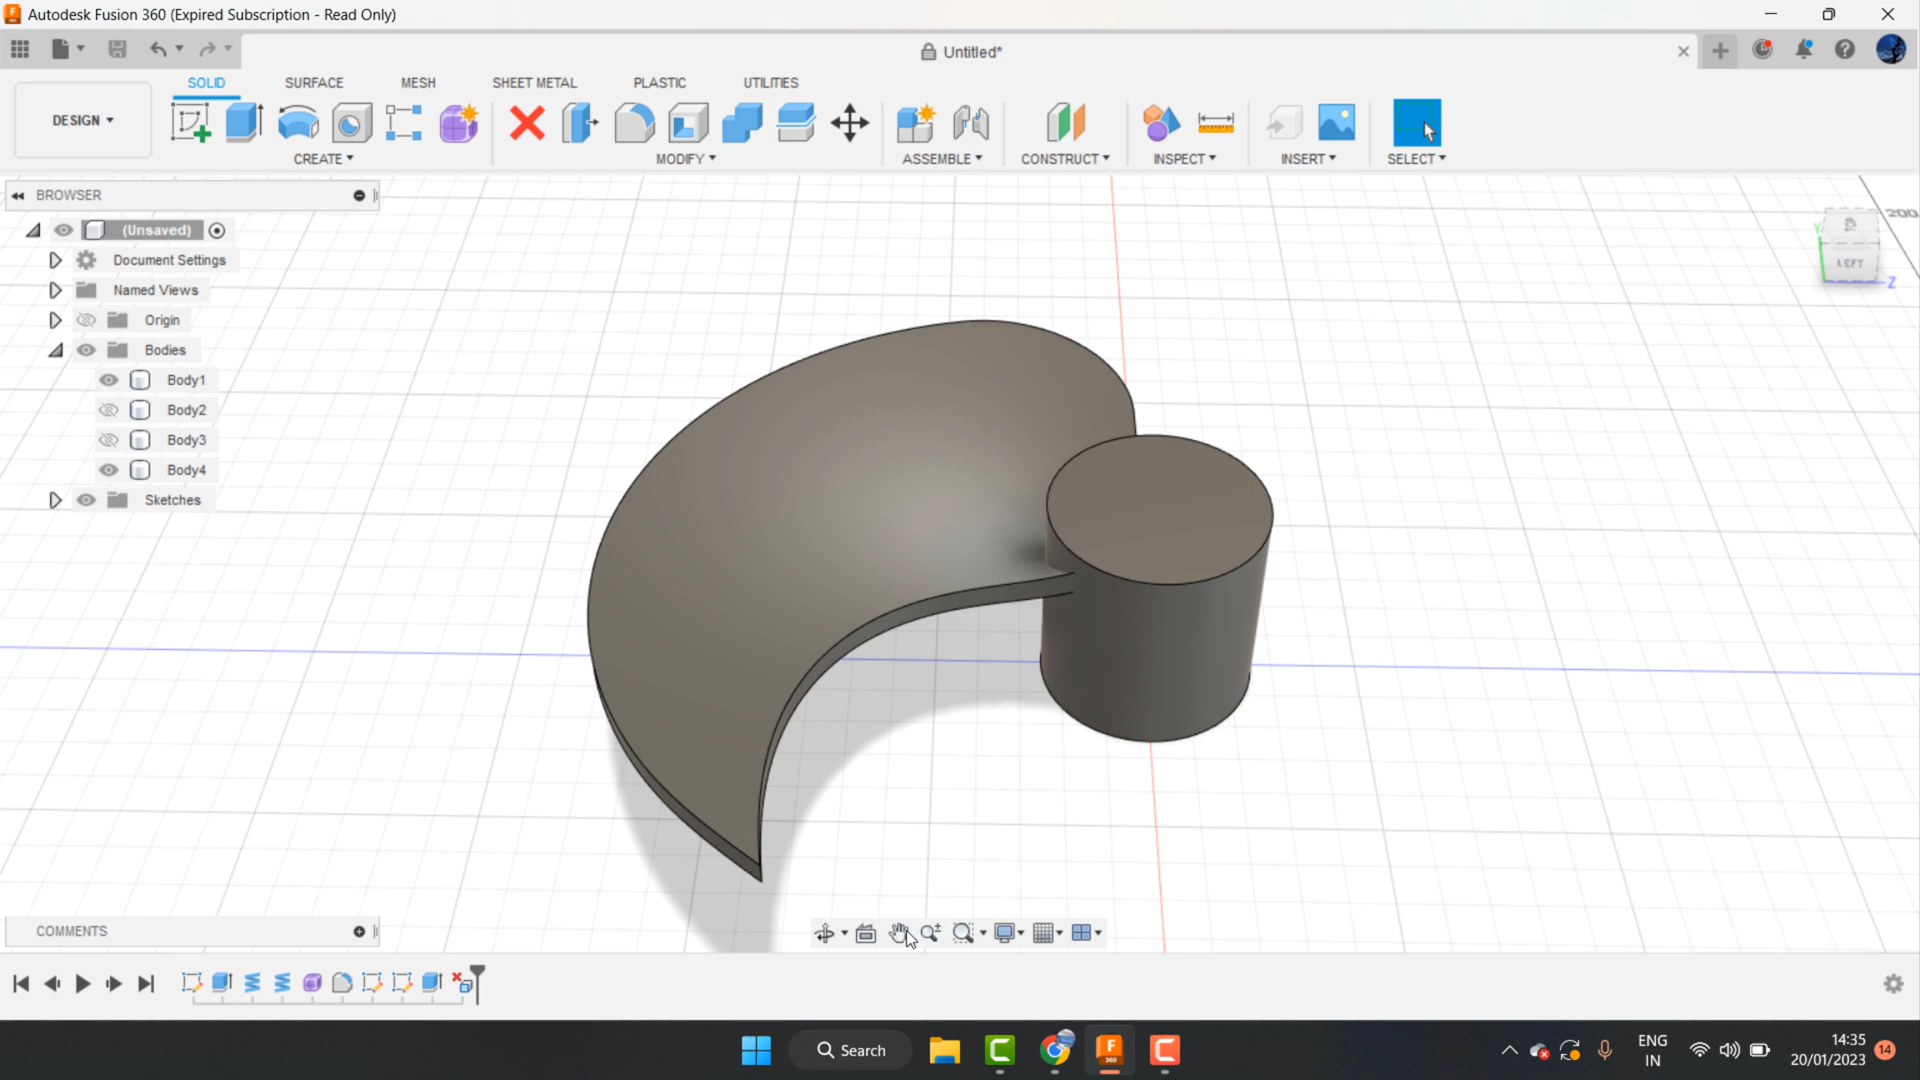 Autodesk Fusion 360 (Expired Subscription - Read Only)
Untitled*
SOLID SURFACE MESH SHEET METAL PLASTIC UTILITIES
DESIGN
CREATE MODIFY ASSEMBLE CONSTRUCT INSPECT INSERT SELECT
BROWSER
(Unsaved)
Document Settings
Named Views
Origin
Bodies
Body1
Body2
Body3
Body4
Sketches
200
Y
LEFT
Z
COMMENTS
Search
F
360
ENG
IN
14:35
20/01/2023
14